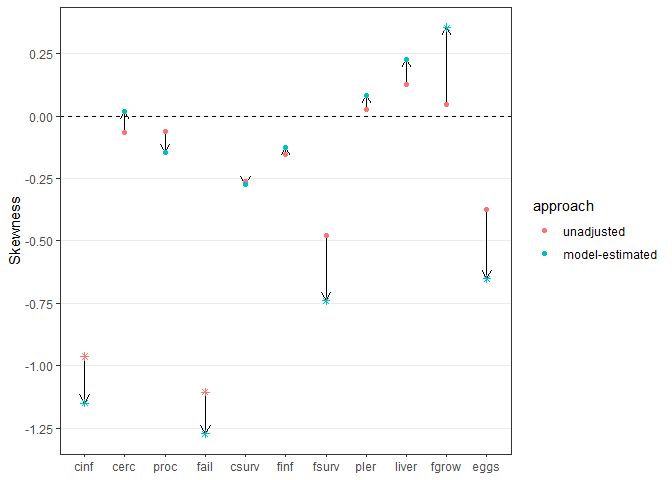 Skewness
0.25
0.00
-0.25
-0.50
-0.75
-1.00
-1.25
cinf cerc proc fail csurv finf fsurv pler liver fgrow eggs
approach
unadjusted
model-estimated